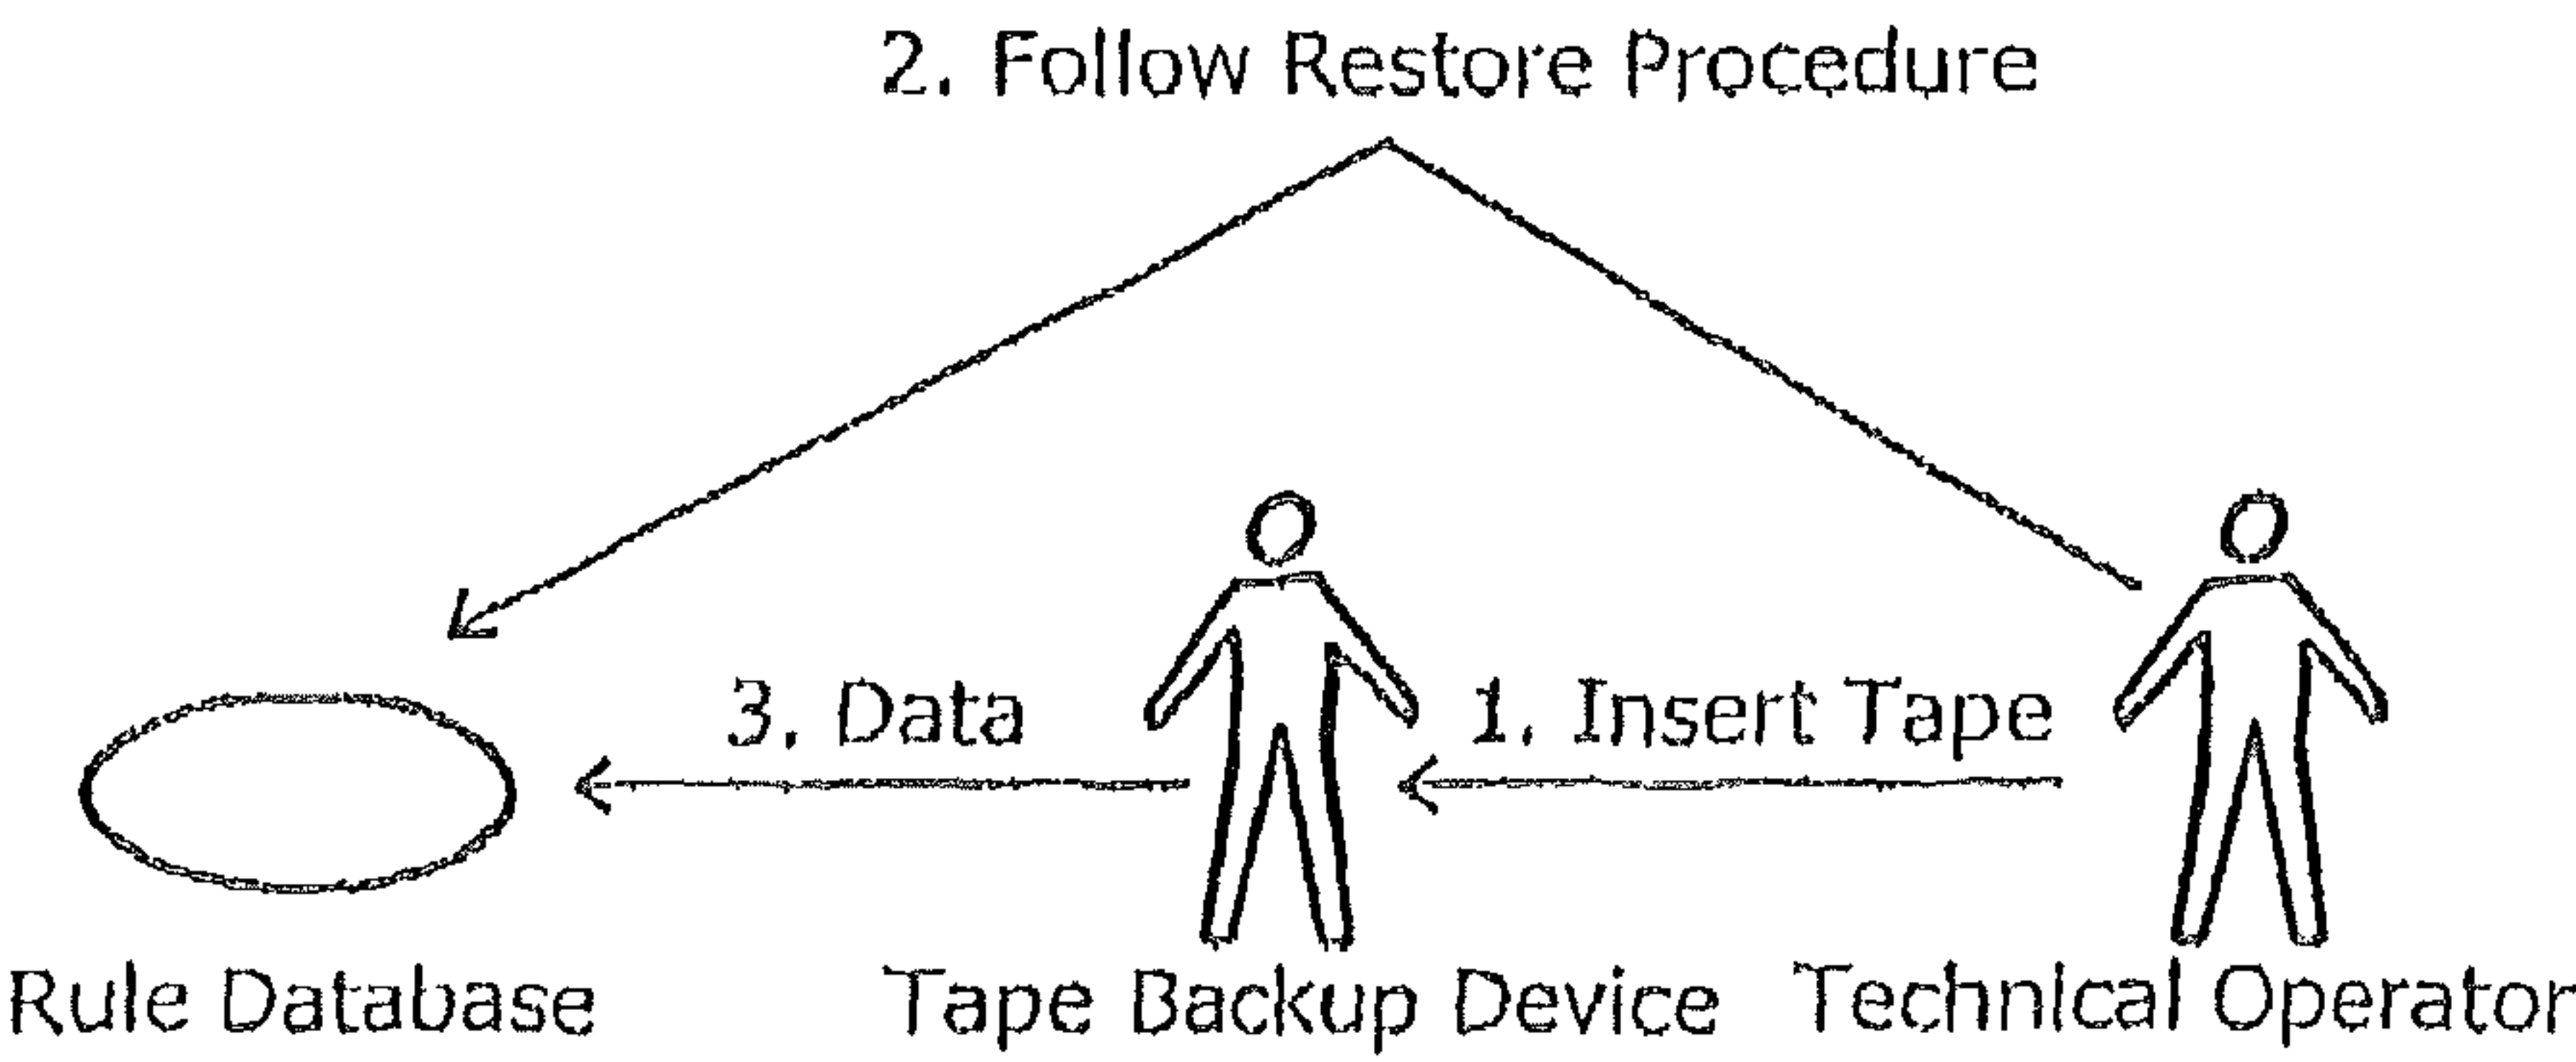 2. Follow Restore Procedure
3. Data
1. Insert Tape
Rule Database
Tape Backup Device
Technical Operator